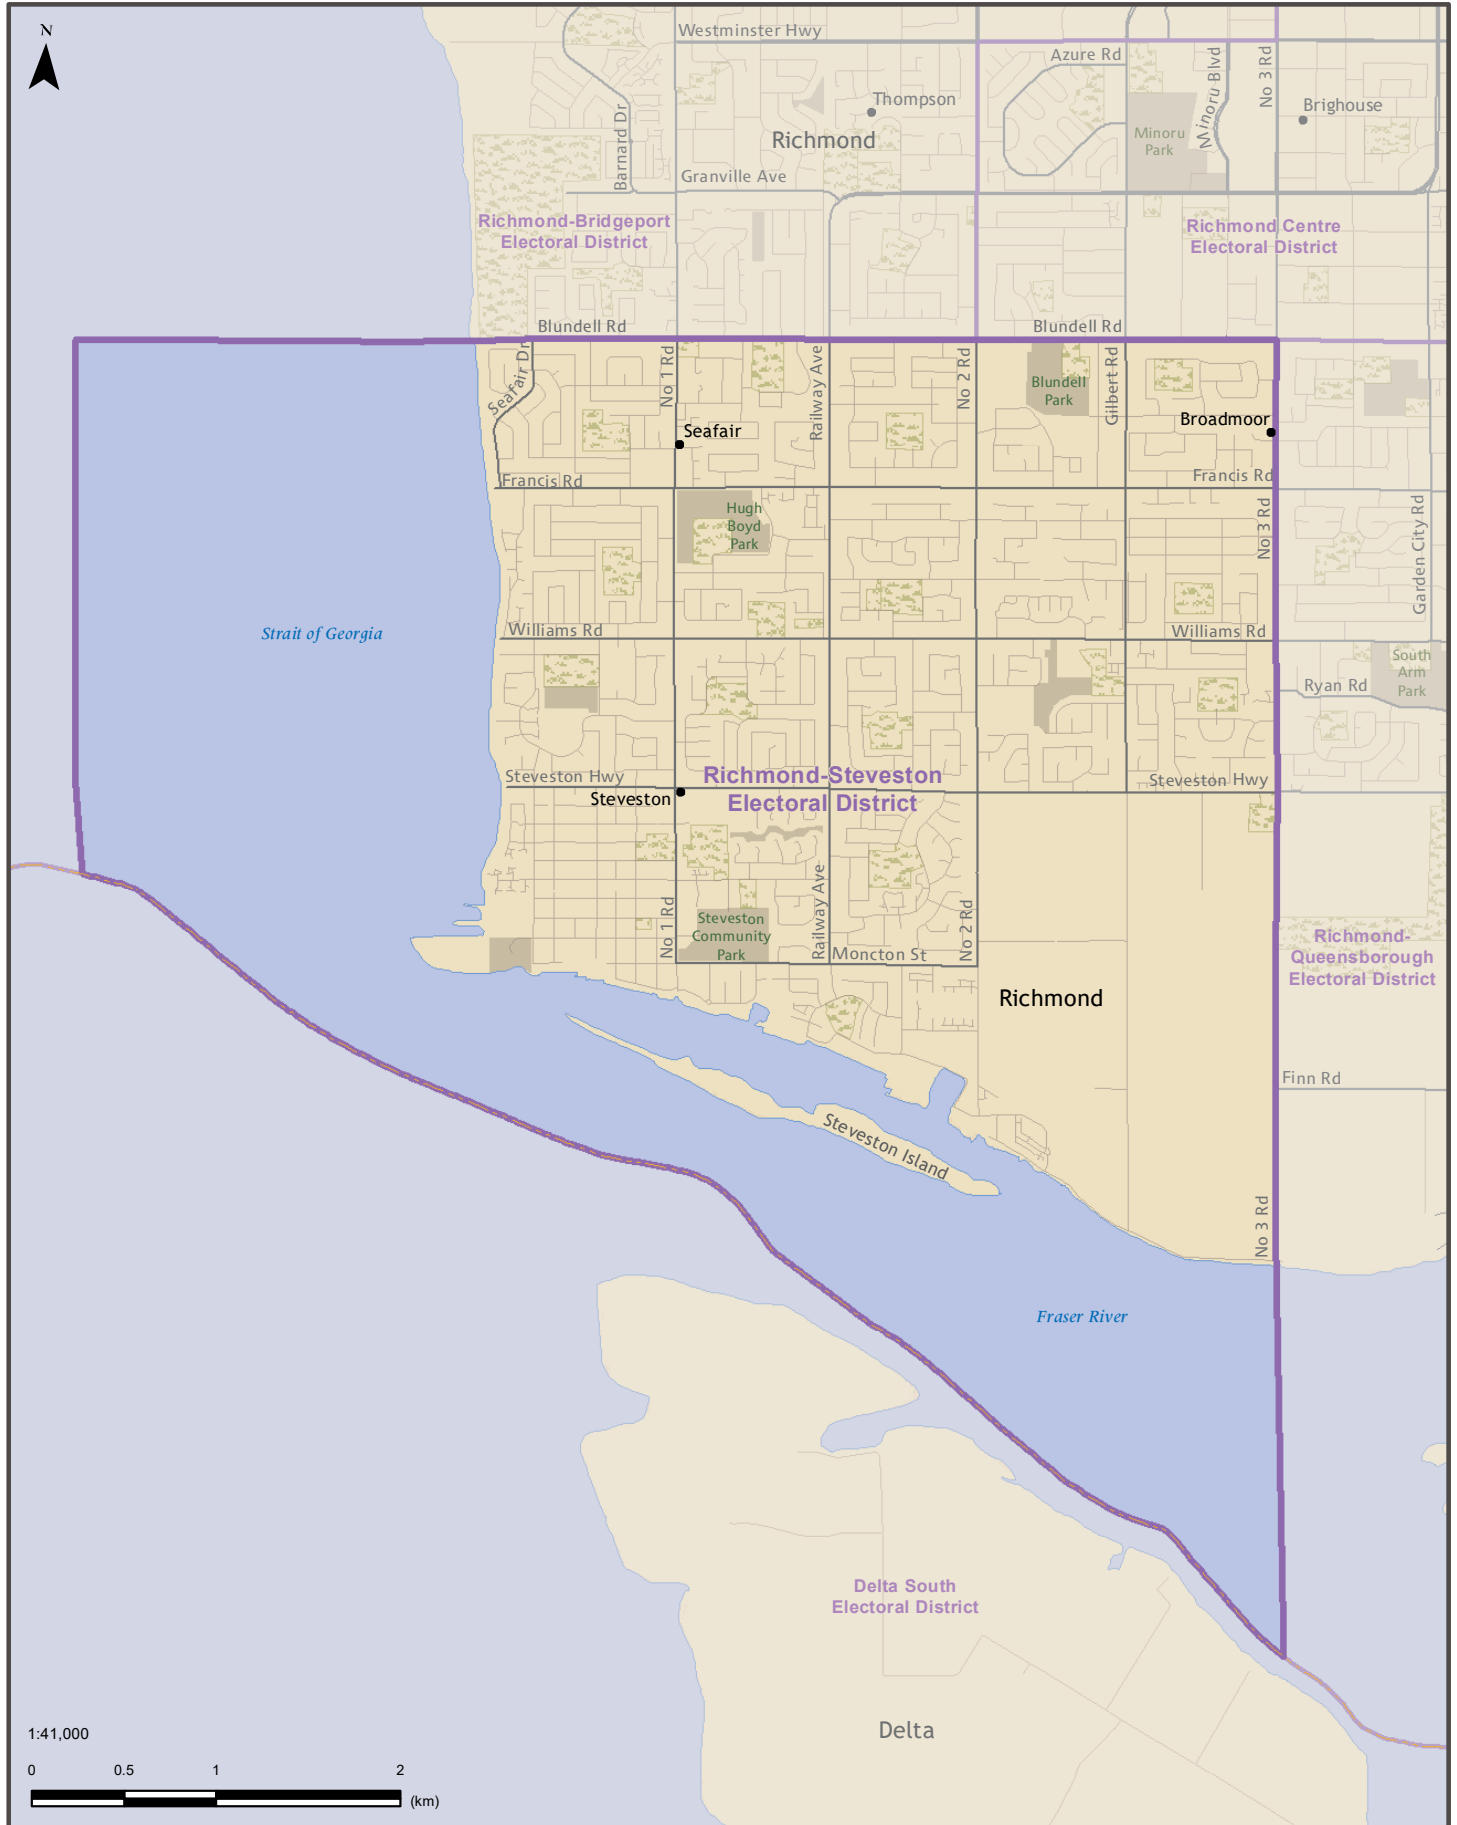 N
Westminster Hwy
Azure Rd
Minoru Blvd
No 3 Rd
Thompson
Brighouse
Barnard Dr
Richmond
Minoru
Park
Granville Ave
Richmond-Bridgeport
Electoral District
Richmond Centre
Electoral District
Blundell Rd
Blundell Rd
Seafair Dr
No 1 Rd
Railway Ave
No 2 Rd
Blundell
Park
Gilbert Rd
Broadmoor
Seafair
Francis Rd
Francis Rd
Hugh
Boyd
Park
No 3 Rd
Garden City Rd
Strait of Georgia
Williams Rd
Williams Rd
South
Arm
Park
Ryan Rd
Steveston Hwy
Richmond-Steveston
Electoral District
Steveston Hwy
Steveston
No 1 Rd
Steveston
Community
Park
Railway Ave
Moncton St
No 2 Rd
Richmond-
Queensborough
Electoral District
Richmond
Finn Rd
Steveston Island
No 3 Rd
Fraser River
Delta South
Electoral District
Delta
1:41,000
0 0.5 1 2
(km)